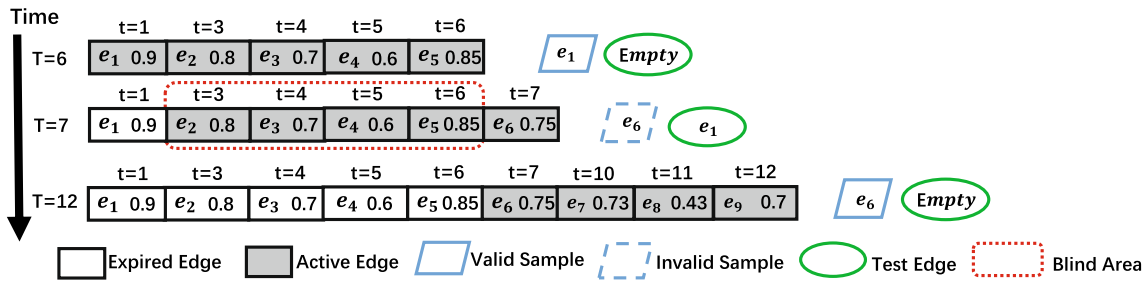 Time
t=1 t=3 t=4 t=5 t=6
T=6 e1 0.9 e2 0.8 e3 0.7 e4 0.6 e5 0.85 e1 Empty
t=1 t=3 t=4 t=5 t=6 t=7
T=7 e1 0.9 e2 0.8 e3 0.7 e4 0.6 e5 0.85 e6 0.75 e6 e1
t=1 t=3 t=4 t=5 t=6 t=7 t=10 t=11 t=12
T=12 e1 0.9 e2 0.8 e3 0.7 e4 0.6 e5 0.85 e6 0.75 e7 0.73 e8 0.43 e9 0.7 e6 Empty
Expired Edge Active Edge Valid Sample Invalid Sample Test Edge Blind Area